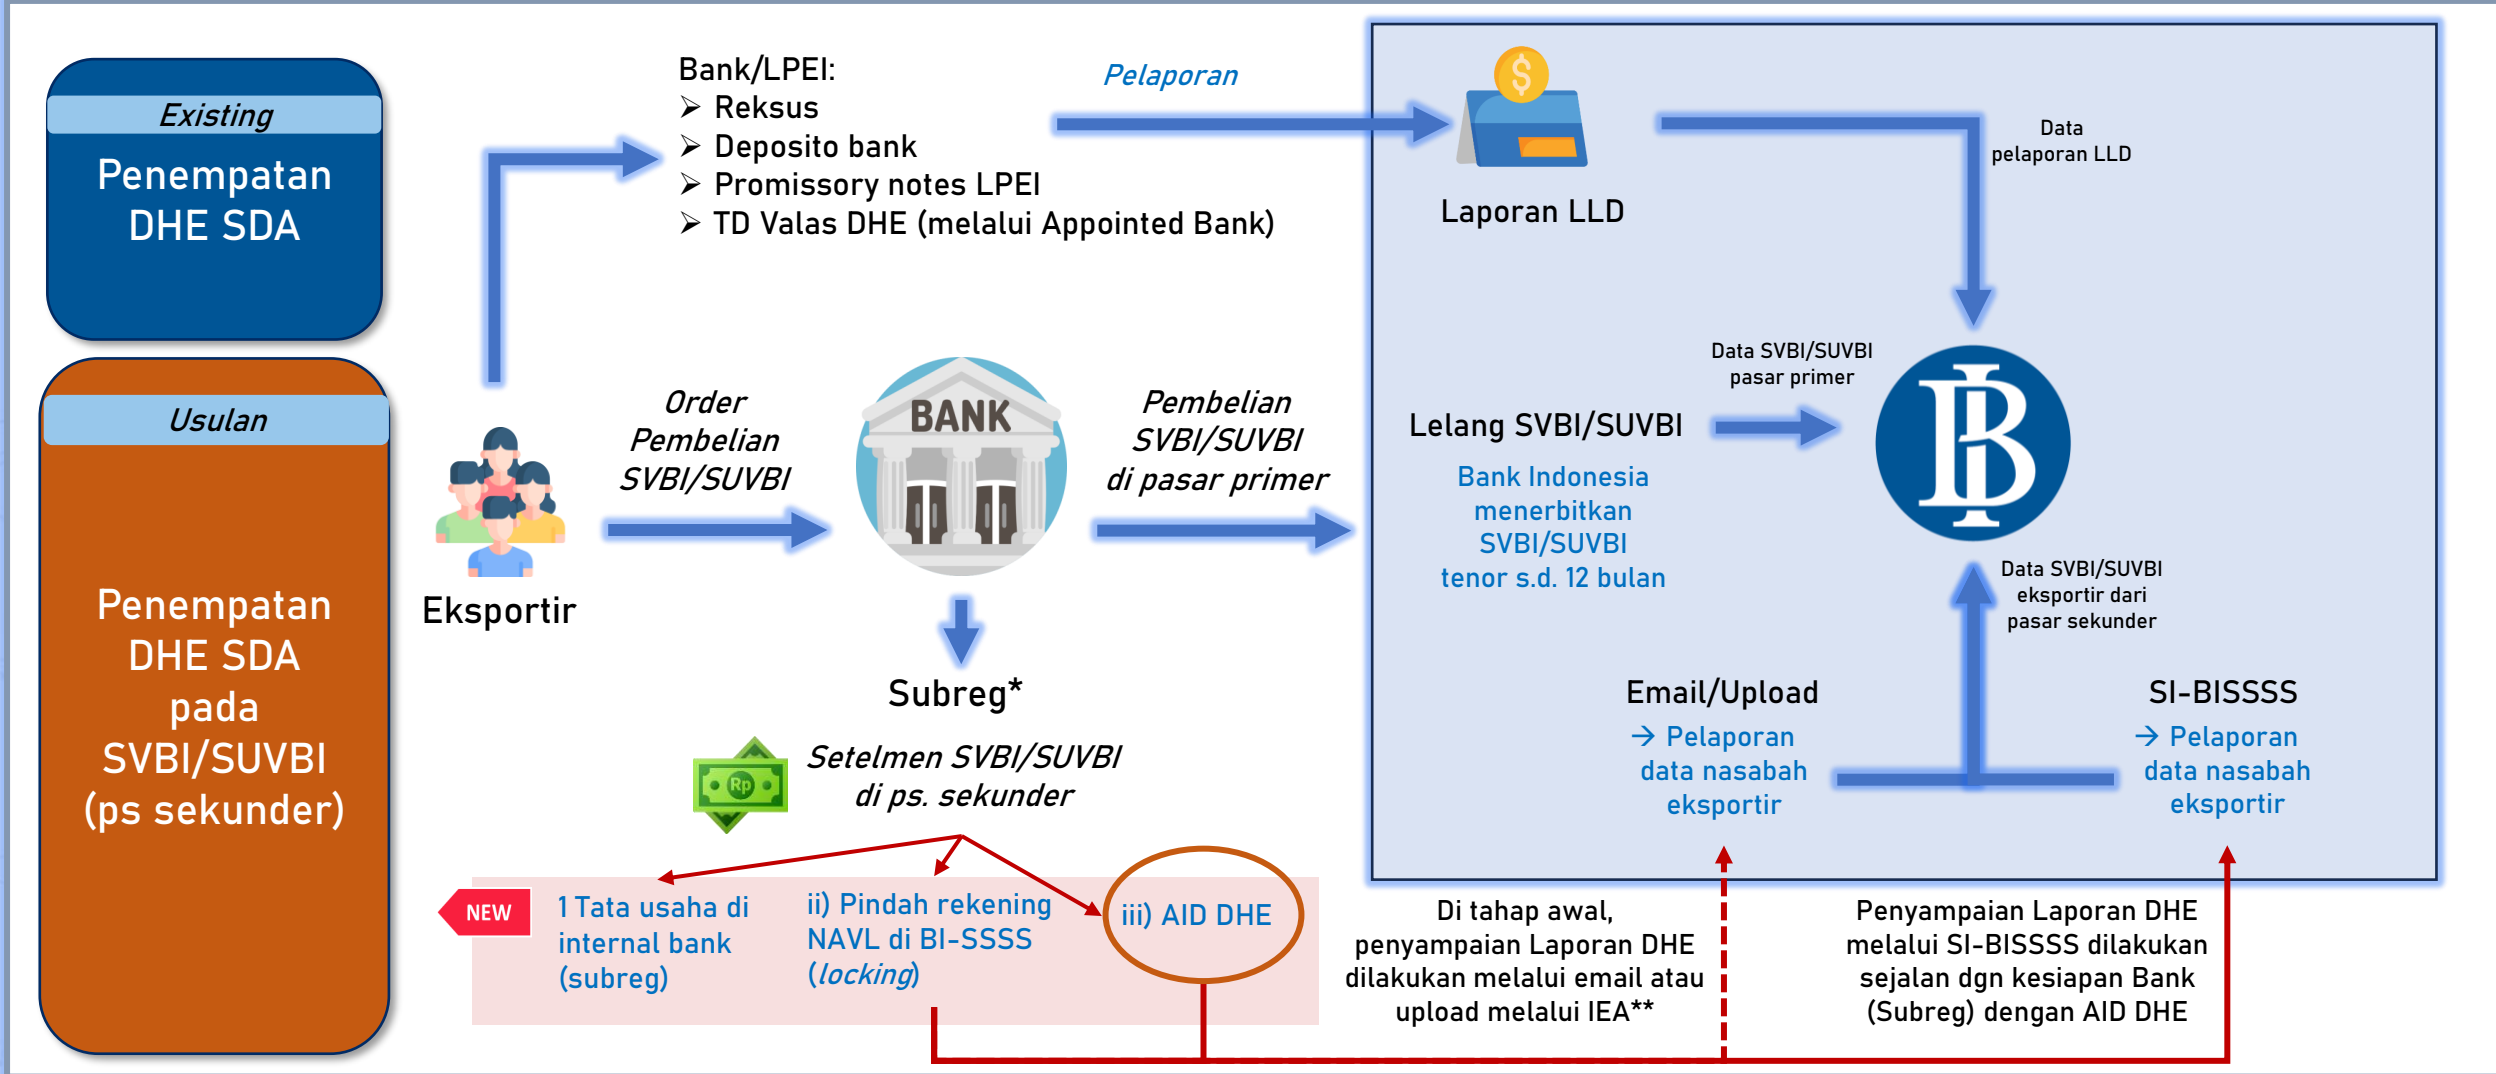 Existing
Penempatan
DHE SDA
Bank/LPEI:
➢ Reksus
➢ Deposito bank
➢ Promissory notes LPEI
➢ TD Valas DHE (melalui Appointed Bank)
Pelaporan
Laporan LLD
Data
pelaporan LLD
Usulan
Penempatan
DHE SDA
pada
SVBI/SUVBI
(ps sekunder)
Eksportir
Order
Pembelian
SVBI/SUVBI
BANK
Pembelian
SVBI/SUVBI
di pasar primer
Lelang SVBI/SUVBI
Bank Indonesia
menerbitkan
SVBI/SUVBI
tenor s.d. 12 bulan
Data SVBI/SUVBI
pasar primer
Data SVBI/SUVBI
eksportir dari
pasar sekunder
Subreg*
Rp
Setelmen SVBI/SUVBI
di ps. sekunder
NEW
1 Tata usaha di
internal bank
(subreg)
ii) Pindah rekening
NAVL di BI-SSSS
(locking)
iii) AID DHE
Email/Upload
→ Pelaporan
data nasabah
eksportir
SI-BISSSS
→ Pelaporan
data nasabah
eksportir
Di tahap awal,
penyampaian Laporan DHE
dilakukan melalui email atau
upload melalui IEA**
Penyampaian Laporan DHE
melalui SI-BISSSS dilakukan
sejalan dgn kesiapan Bank
(Subreg) dengan AID DHE